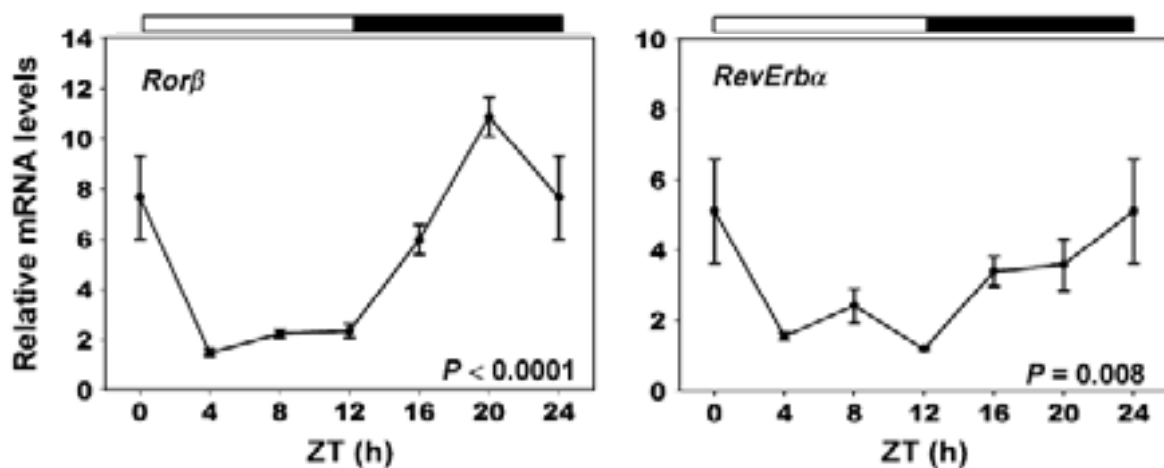 Relative mRNA levels
14
12
10
8
6
4
2
0
Rorβ
P < 0.0001
0 4 8 12 16 20 24
ZT (h)
10
8
6
4
2
0
RevErbα
P = 0.008
0 4 8 12 16 20 24
ZT (h)